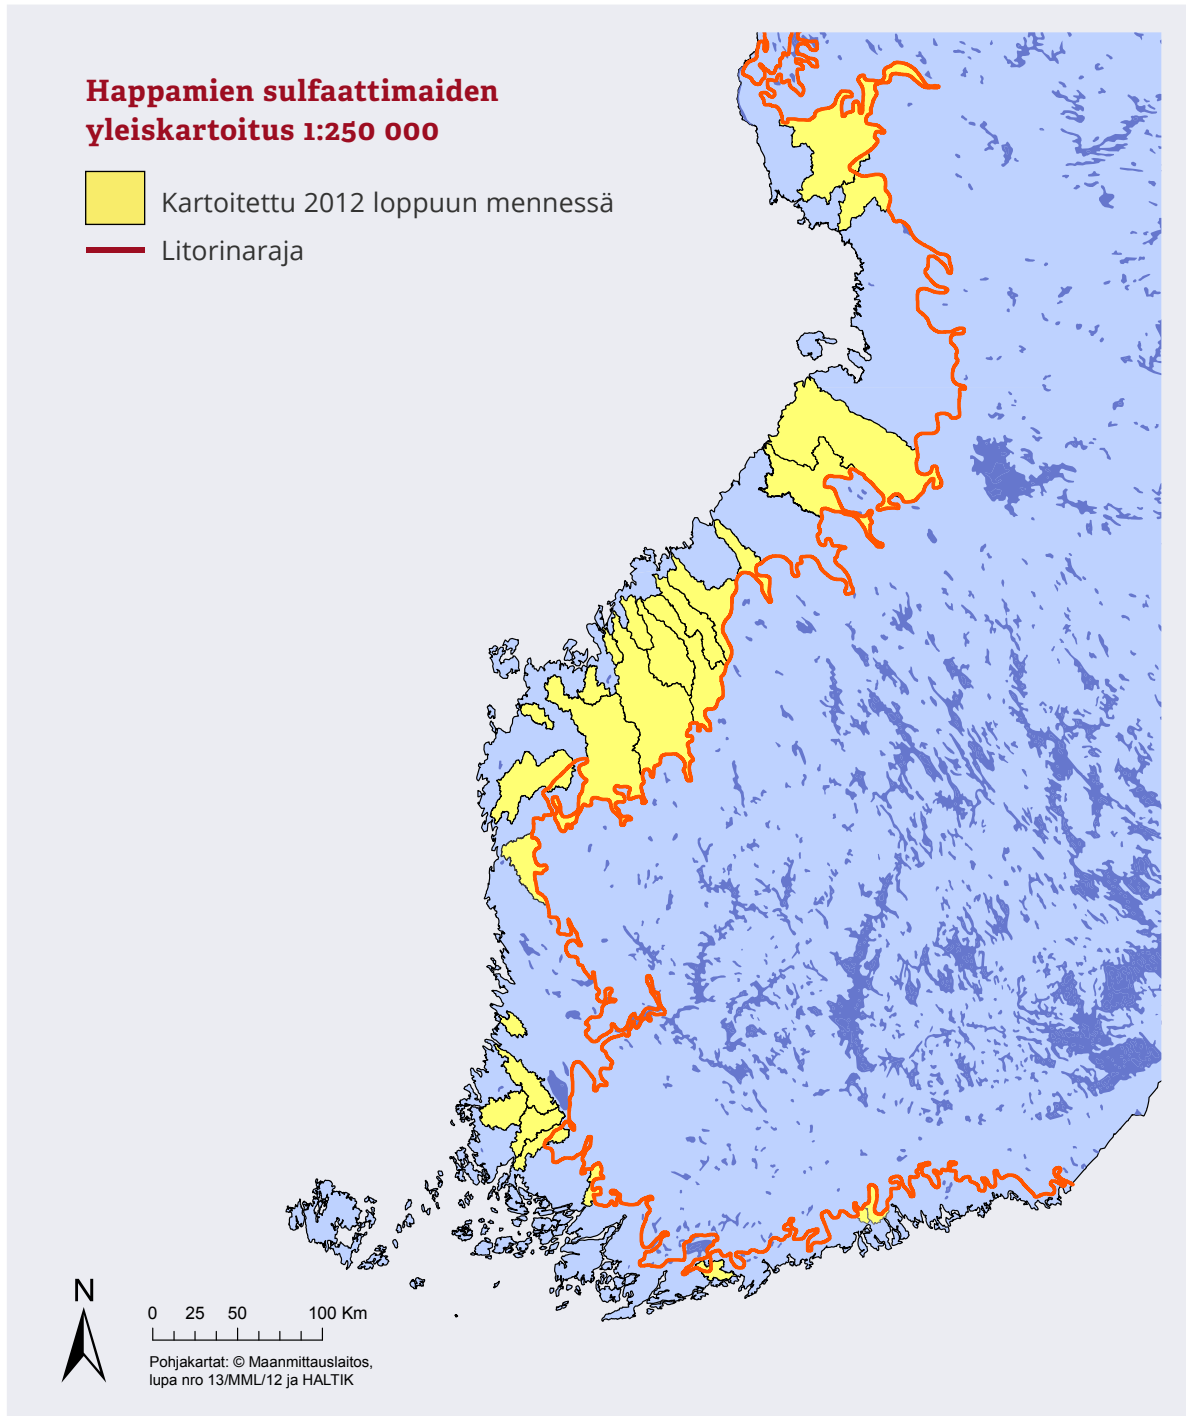 Happamien sulfaattimaiden
yleiskartoitus 1:250 000
Kartoitettu 2012 loppuun mennessä
Litorinaraja
N
0 25 50 100 Km
Pohjakartat: © Maanmittauslaitos,
lupa nro 13/MML/12 ja HALTIK